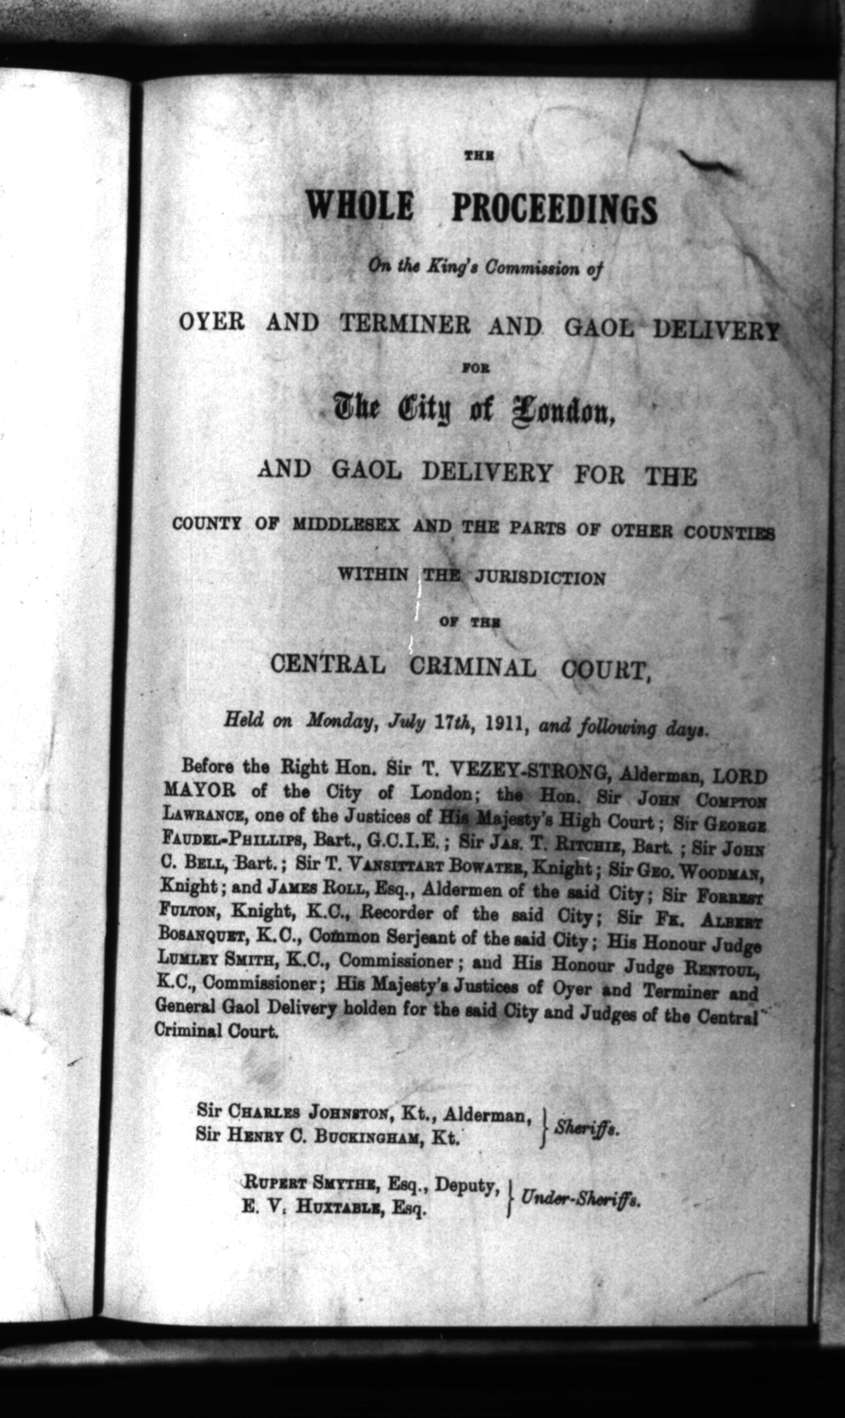 THE
WHOLE PROCEEDINGS
On the King's Commission of
OYER AND TERMINER AND GAOL DELIVERY
FOR
The City of London,
AND GAOL DELIVERY FOR THE
COUNTY OF MIDDLESEX AND THE PARTS OF OTHER COUNTIES
WITHIN THE JURISDICTION
OF THE
CENTRAL CRIMINAL COURT,
Held on Monday, July 17th, 1911, and following days.
Before the Right Hon. Sir T. VEZEY-STRONG, Alderman, LORD
MAYOR of the City of London; the Hon. Sir JOHN COMPTON
LAWRANCE, one of the Justices of His Majesty's High Court; Sir GEORGE
FAUDEL-PHILLIPS, Bart., G.C.I.E.; Sir JAS. T. RITCHIE, Bart.; Sir JOHN
C. BELL, Bart.; Sir T. VANSITTART BOWATER, Knight; Sir GEO. WOODMAN,
Knight; and JAMES ROLL, Esq., Aldermen of the said City; Sir FORREST
FULTON, Knight, K.C., Recorder of the said City; Sir FK. ALBERT
BOSANQUET, K.C., Common Serjeant of the said City; His Honour Judge
LUMLEY SMITH, K.C., Commissioner; and His Honour Judge RENTOUL,
K.C., Commissioner; His Majesty's Justices of Oyer and Terminer and
General Gaol Delivery holden for the said City and Judges of the Central
Criminal Court.
Sir CHARLES JOHNSTON, Kt., Alderman,
Sir HENRY C. BUCKINGHAM, Kt.
Sheriffs.
RUPERT SMYTHE, Esq., Deputy,
E. V. HUXTABLE, Esq.
Under-Sheriffs.